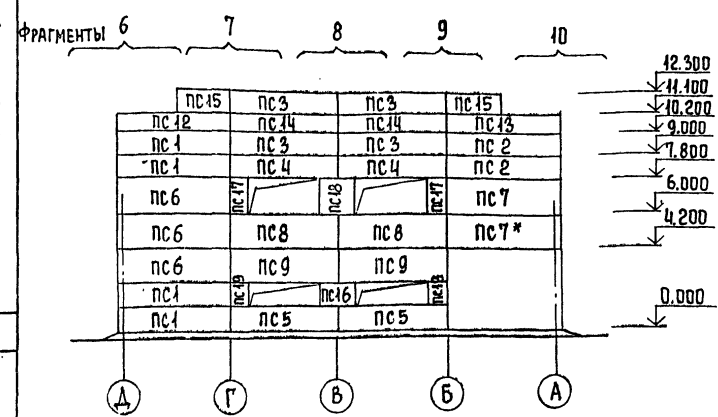 ФРАГМЕНТЫ 6 7 8 9 10
12.300
11.100
10.200
9.000
7.800
6.000
4.200
0.000
ПС15 ПС3 ПС3 ПС15
ПС12 ПС14 ПС14 ПС13
ПС1 ПС3 ПС3 ПС2
ПС1 ПС4 ПС4 ПС2
ПС6 ПС17 ПС18 ПС17 ПС7
ПС6 ПС8 ПС8 ПС7*
ПС6 ПС9 ПС9
ПС1 ПС19 ПС16 ПС19
ПС1 ПС5 ПС5
Д Г В Б А